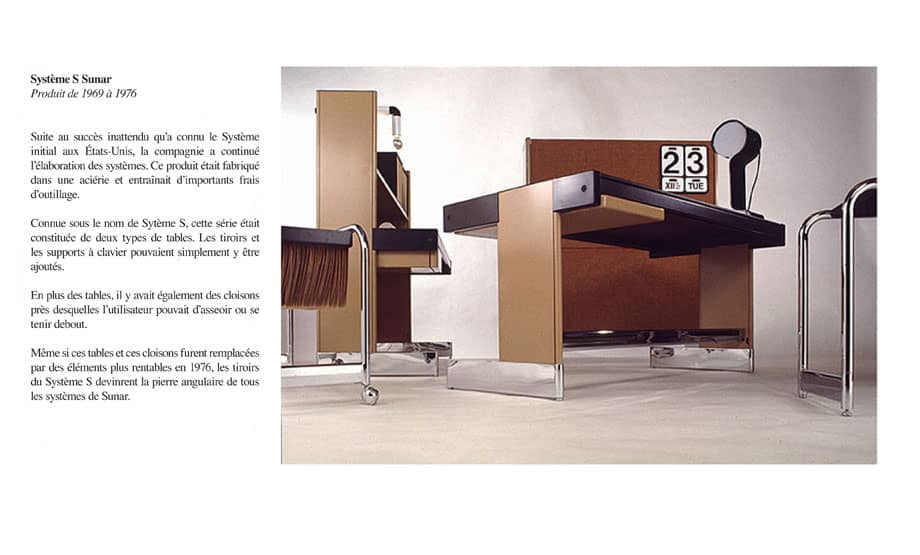 Système S Sunar
Produit de 1969 à 1976
Suite au succès inattendu qu'a connu le Système
initial aux États-Unis, la compagnie a continué
l'élaboration des systèmes. Ce produit était fabriqué
dans une aciérie et entraînait d'importants frais
d'outillage.
Connue sous le nom de Sytème S, cette série était
constituée de deux types de tables. Les tiroirs et
les supports à clavier pouvaient simplement y être
ajoutés.
En plus des tables, il y avait également des cloisons
près desquelles l'utilisateur pouvait d'asseoir ou se
tenir debout.
Même si ces tables et ces cloisons furent remplacées
par des éléments plus rentables en 1976, les tiroirs
du Système S devinrent la pierre angulaire de tous
les systèmes de Sunar.
23
XII TUE